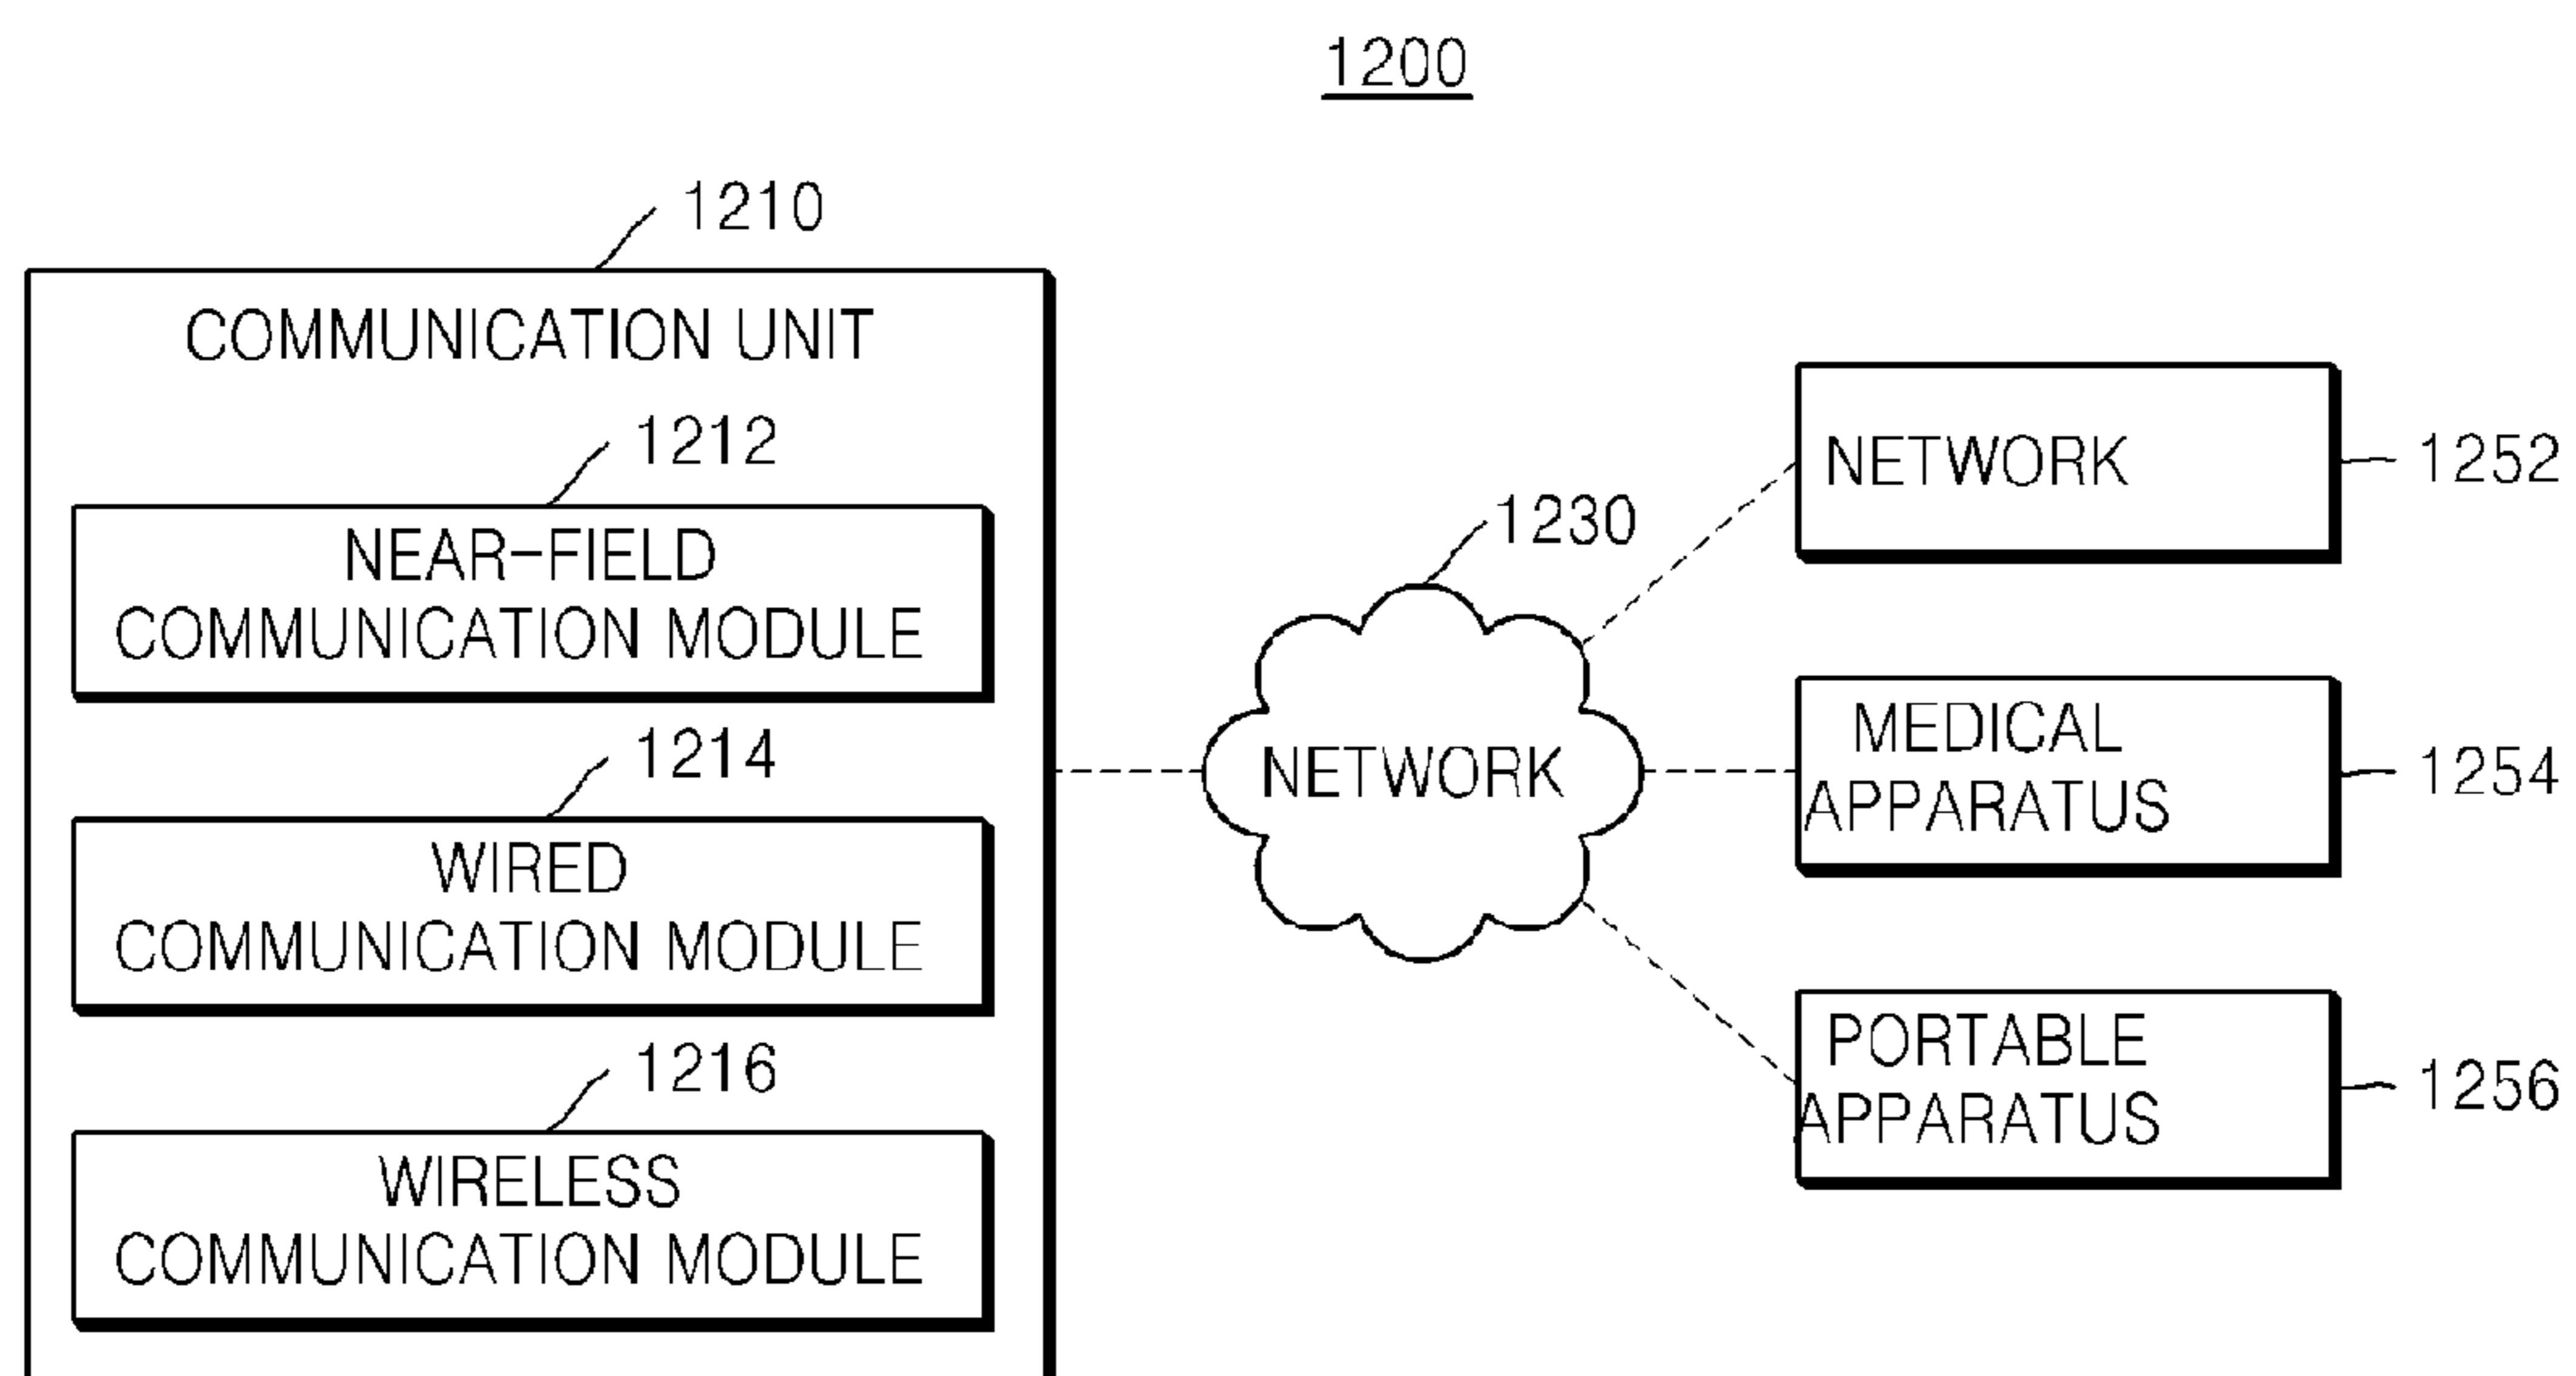 1200
1210
COMMUNICATION UNIT
1212
NEAR-FIELD
COMMUNICATION MODULE
1214
WIRED
COMMUNICATION MODULE
1216
WIRELESS
COMMUNICATION MODULE
1230
NETWORK
NETWORK
1252
MEDICAL
APPARATUS
1254
PORTABLE
APPARATUS
1256